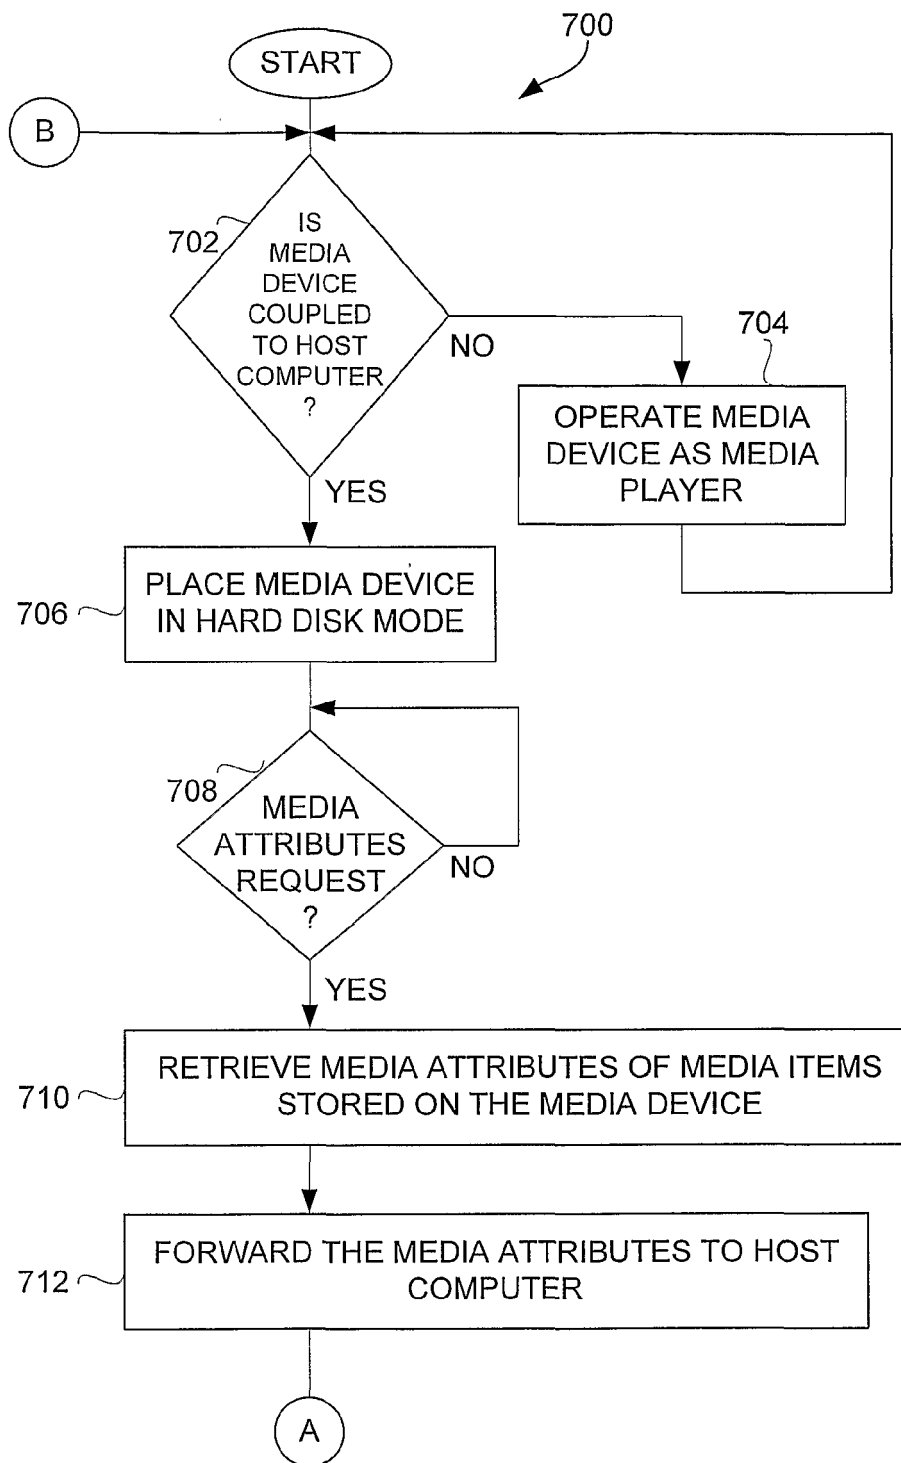 700
START
B
702
IS
MEDIA
DEVICE
COUPLED
TO HOST
COMPUTER
?
NO
704
OPERATE MEDIA
DEVICE AS MEDIA
PLAYER
YES
706
PLACE MEDIA DEVICE
IN HARD DISK MODE
708
MEDIA
ATTRIBUTES
REQUEST
?
NO
YES
710
RETRIEVE MEDIA ATTRIBUTES OF MEDIA ITEMS
STORED ON THE MEDIA DEVICE
712
FORWARD THE MEDIA ATTRIBUTES TO HOST
COMPUTER
A